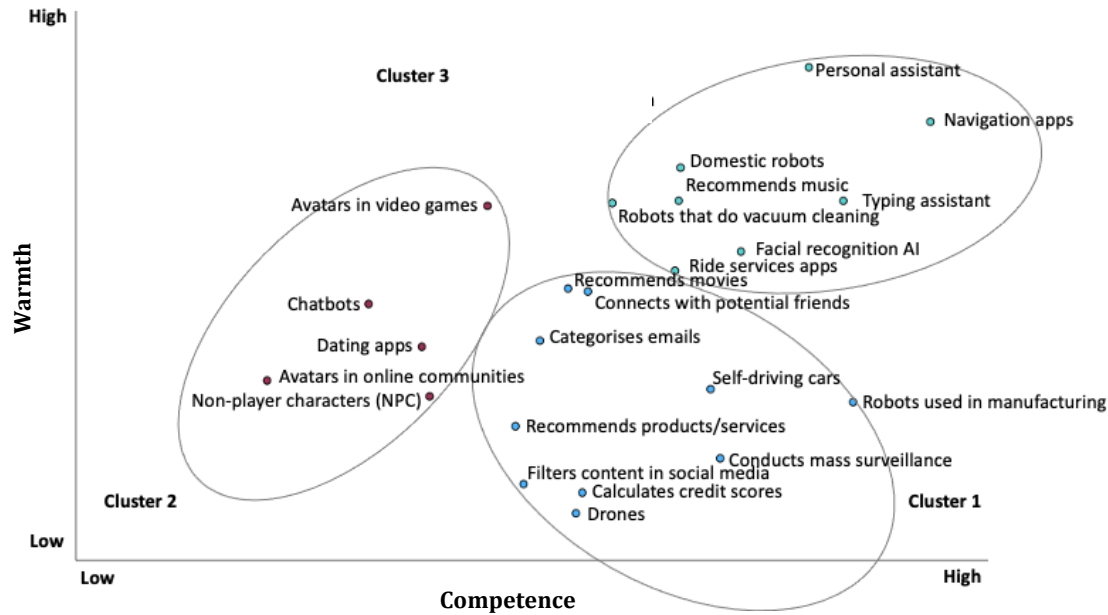 High
Cluster 3
Personal assistant
Navigation apps
Domestic robots
Recommends music
Typing assistant
Avatars in video games
Robots that do vacuum cleaning
Facial recognition AI
Ride services apps
Recommends movies
Connects with potential friends
Chatbots
Warmth
Categorises emails
Dating apps
Avatars in online communities
Self-driving cars
Non-player characters (NPC)
Robots used in manufacturing
Recommends products/services
Conducts mass surveillance
Filters content in social media
Calculates credit scores
Cluster 2
Cluster 1
Drones
Low
Low
High
Competence